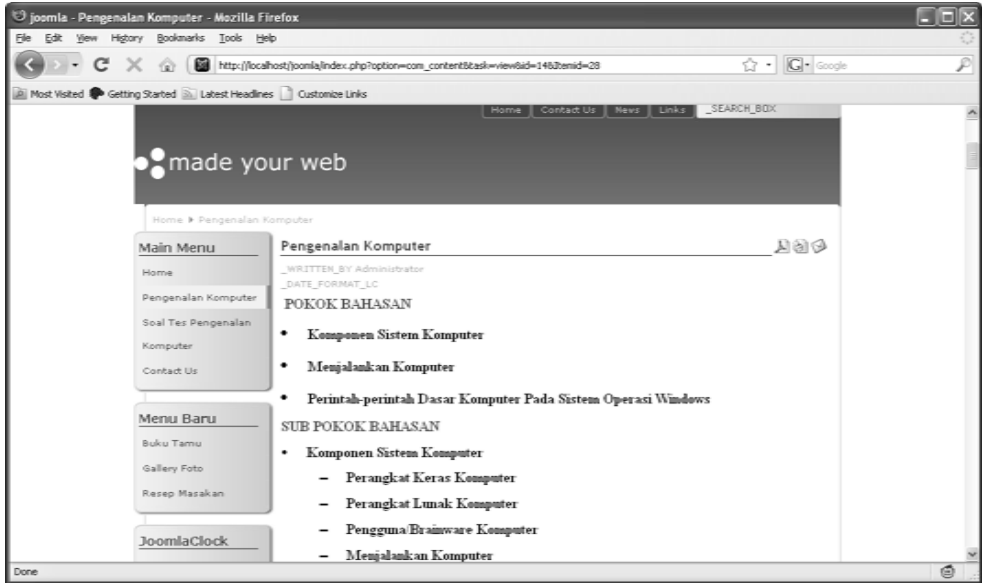 joomla - Pengenalan Komputer - Mozilla Firefox
File Edit View History Bookmarks Tools Help
http://localhost/joomla/index.php?option=com_content&task=view&id=14&Itemid=28
Google
Most Visited Getting Started Latest Headlines Customize Links
Home Contact Us News Links _SEARCH_BOX
made your web
Home Pengenalan Komputer
Main Menu
Home
Pengenalan Komputer
Soal Tes Pengenalan
Komputer
Contact Us
Menu Baru
Buku Tamu
Gallery Foto
Resep Masakan
JoomlaClock
Pengenalan Komputer
_WRITTEN_BY Administrator
_DATE_FORMAT_LC
POKOK BAHASAN
• Komponen Sistem Komputer
• Menjalankan Komputer
• Perintah-perintah Dasar Komputer Pada Sistem Operasi Windows
SUB POKOK BAHASAN
• Komponen Sistem Komputer
– Perangkat Keras Komputer
– Perangkat Lunak Komputer
– Pengguna/Brainware Komputer
– Menjalankan Komputer
Done